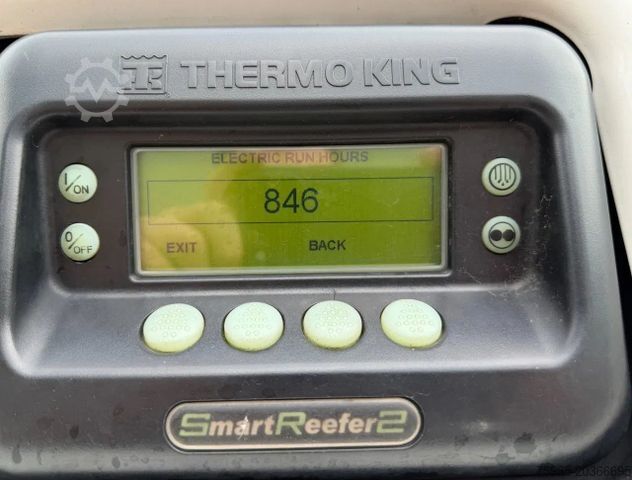 THERMO KING
ELECTRIC RUN HOURS
I/ON
846
O/OFF
EXIT BACK
SmartReefer2